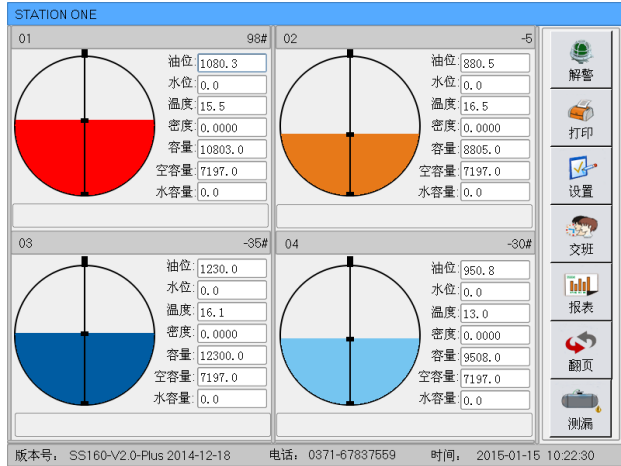 STATION ONE
01 98#
油位: 1080.3
水位: 0.0
温度: 15.5
密度: 0.0000
容量: 10803.0
空容量: 7197.0
水容量: 0.0
02 -5
油位: 880.5
水位: 0.0
温度: 16.5
密度: 0.0000
容量: 8805.0
空容量: 7197.0
水容量: 0.0
03 -35#
油位: 1230.0
水位: 0.0
温度: 16.1
密度: 0.0000
容量: 12300.0
空容量: 7197.0
水容量: 0.0
04 -30#
油位: 950.8
水位: 0.0
温度: 13.0
密度: 0.0000
容量: 9508.0
空容量: 7197.0
水容量: 0.0
解警
打印
设置
交班
报表
翻页
测漏
版本号: SS160-V2.0-Plus 2014-12-18 电话: 0371-67837559 时间: 2015-01-15 10:22:30